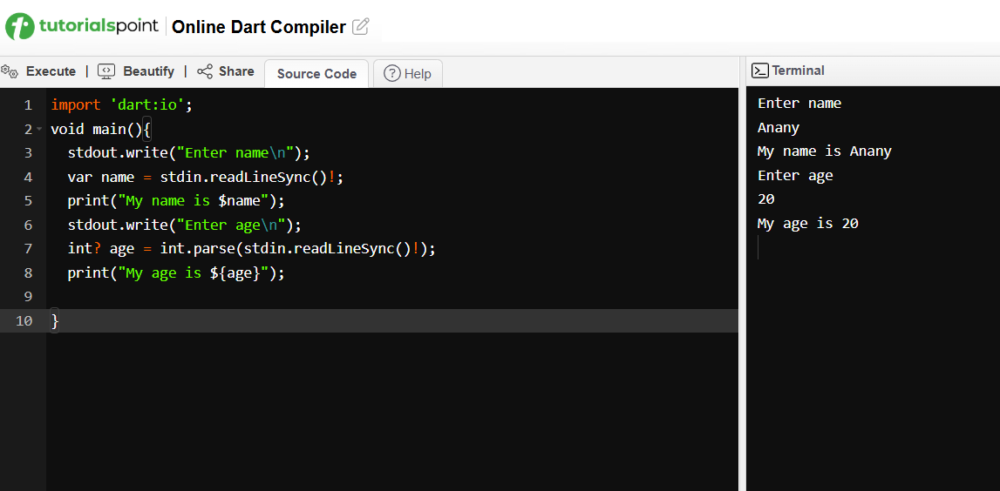 tutorialspoint Online Dart Compiler
Execute | Beautify | Share Source Code Help
1 import 'dart:io';
2 void main(){
3 stdout.write("Enter name\n");
4 var name = stdin.readLineSync()!;
5 print("My name is $name");
6 stdout.write("Enter age\n");
7 int? age = int.parse(stdin.readLineSync()!);
8 print("My age is ${age}");
9
10 }
Terminal
Enter name
Anany
My name is Anany
Enter age
20
My age is 20